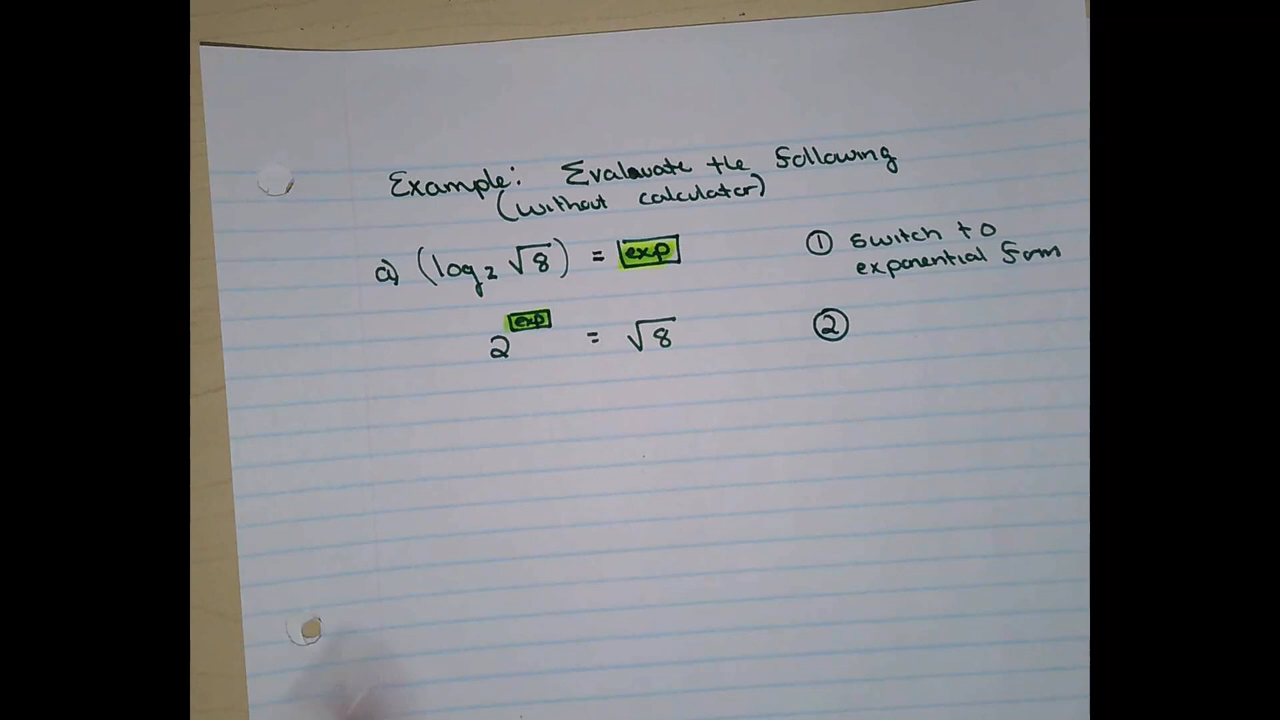 Example: Evaluate the following
(without calculator)
a) (log₂ √8) = exp
① switch to
exponential form
2^exp = √8
②